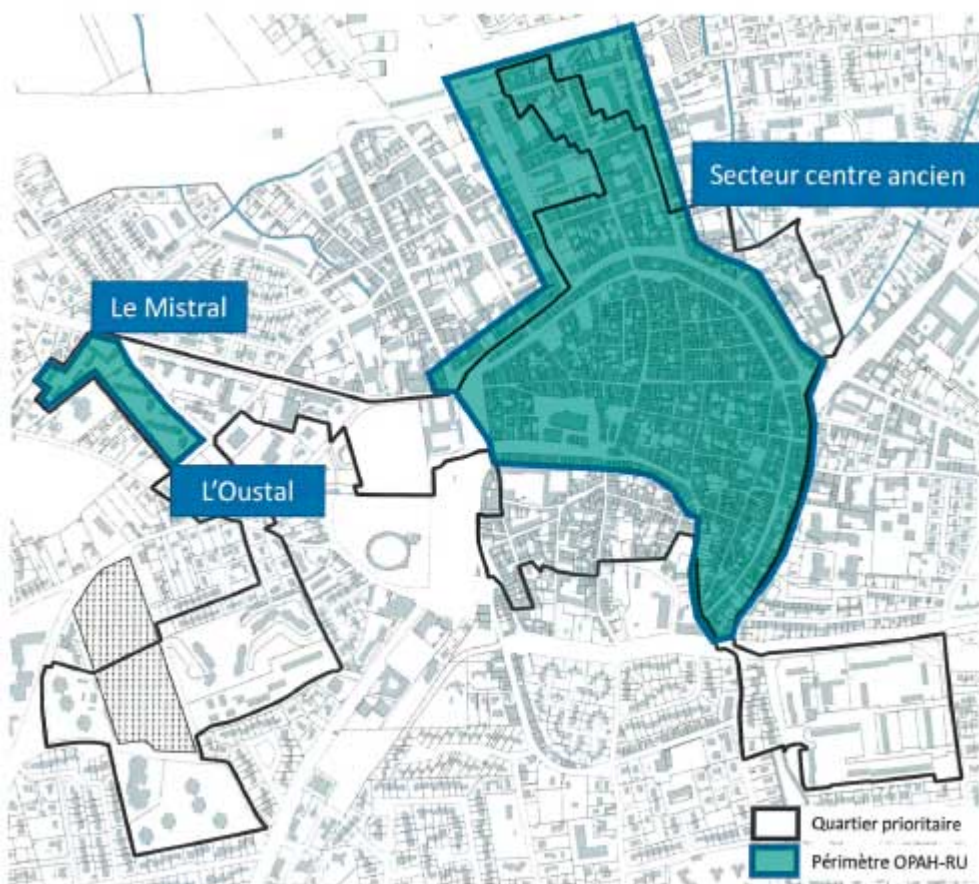 Secteur centre ancien
Le Mistral
L'Oustal
Quartier prioritaire
Périmètre OPAH-RU